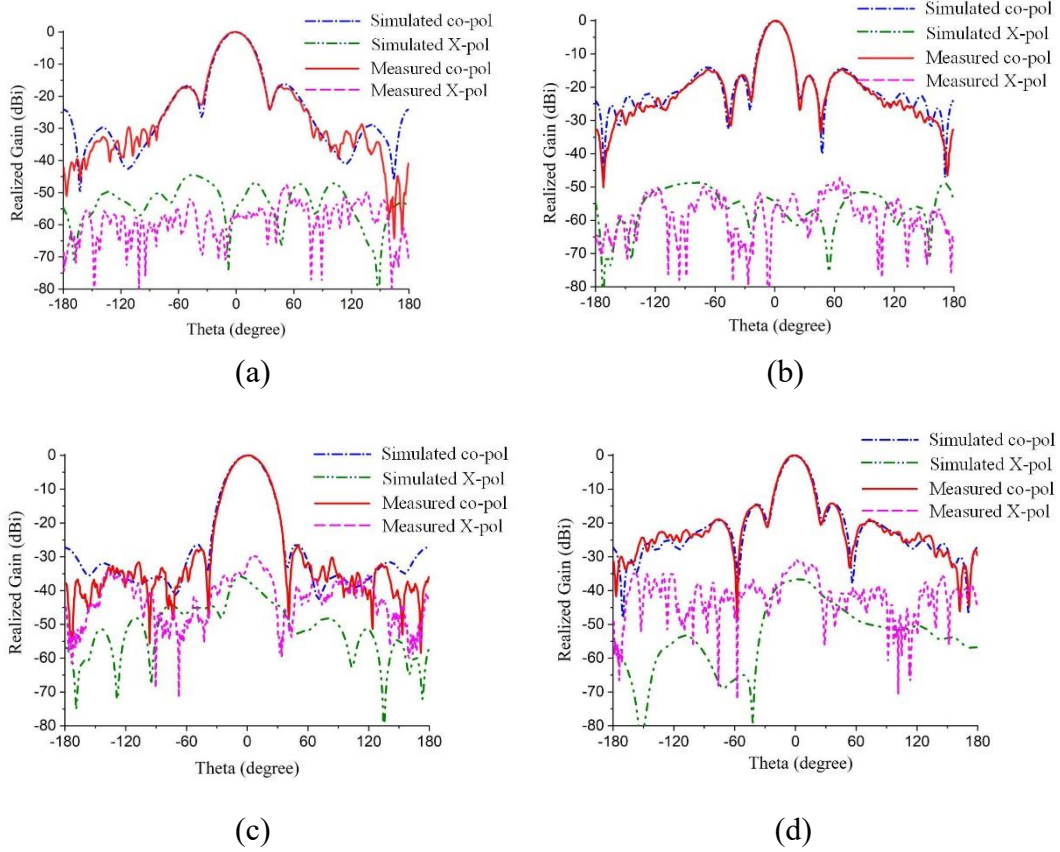 Simulated co-pol
Simulated X-pol
Measured co-pol
Measured X-pol
Realized Gain (dBi)
0
-10
-20
-30
-40
-50
-60
-70
-80
-180
-120
-60
0
60
120
180
Theta (degree)
(a)
Simulated co-pol
Simulated X-pol
Measured co-pol
Measured X-pol
Realized Gain (dBi)
0
-10
-20
-30
-40
-50
-60
-70
-80
-180
-120
-60
0
60
120
180
Theta (degree)
(b)
Simulated co-pol
Simulated X-pol
Measured co-pol
Measured X-pol
Realized Gain (dBi)
0
-10
-20
-30
-40
-50
-60
-70
-80
-180
-120
-60
0
60
120
180
Theta (degree)
(c)
Simulated co-pol
Simulated X-pol
Measured co-pol
Measured X-pol
Realized Gain (dBi)
0
-10
-20
-30
-40
-50
-60
-70
-80
-180
-120
-60
0
60
120
180
Theta (degree)
(d)